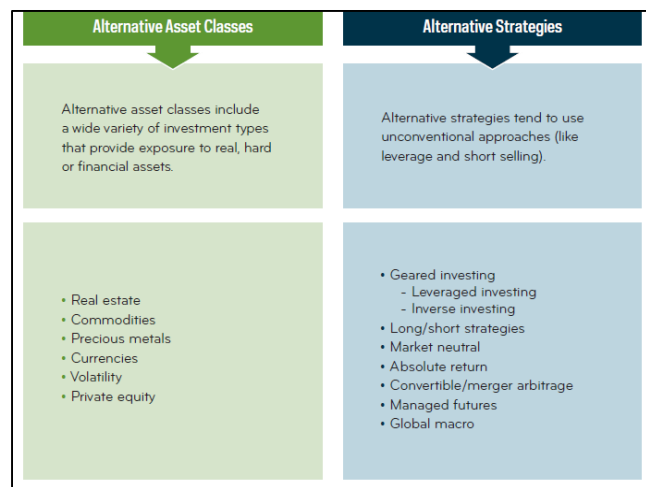 Alternative Asset Classes
Alternative asset classes include
a wide variety of investment types
that provide exposure to real, hard
or financial assets.
• Real estate
• Commodities
• Precious metals
• Currencies
• Volatility
• Private equity
Alternative Strategies
Alternative strategies tend to use
unconventional approaches (like
leverage and short selling).
• Geared investing
- Leveraged investing
- Inverse investing
• Long/short strategies
• Market neutral
• Absolute return
• Convertible/merger arbitrage
• Managed futures
• Global macro